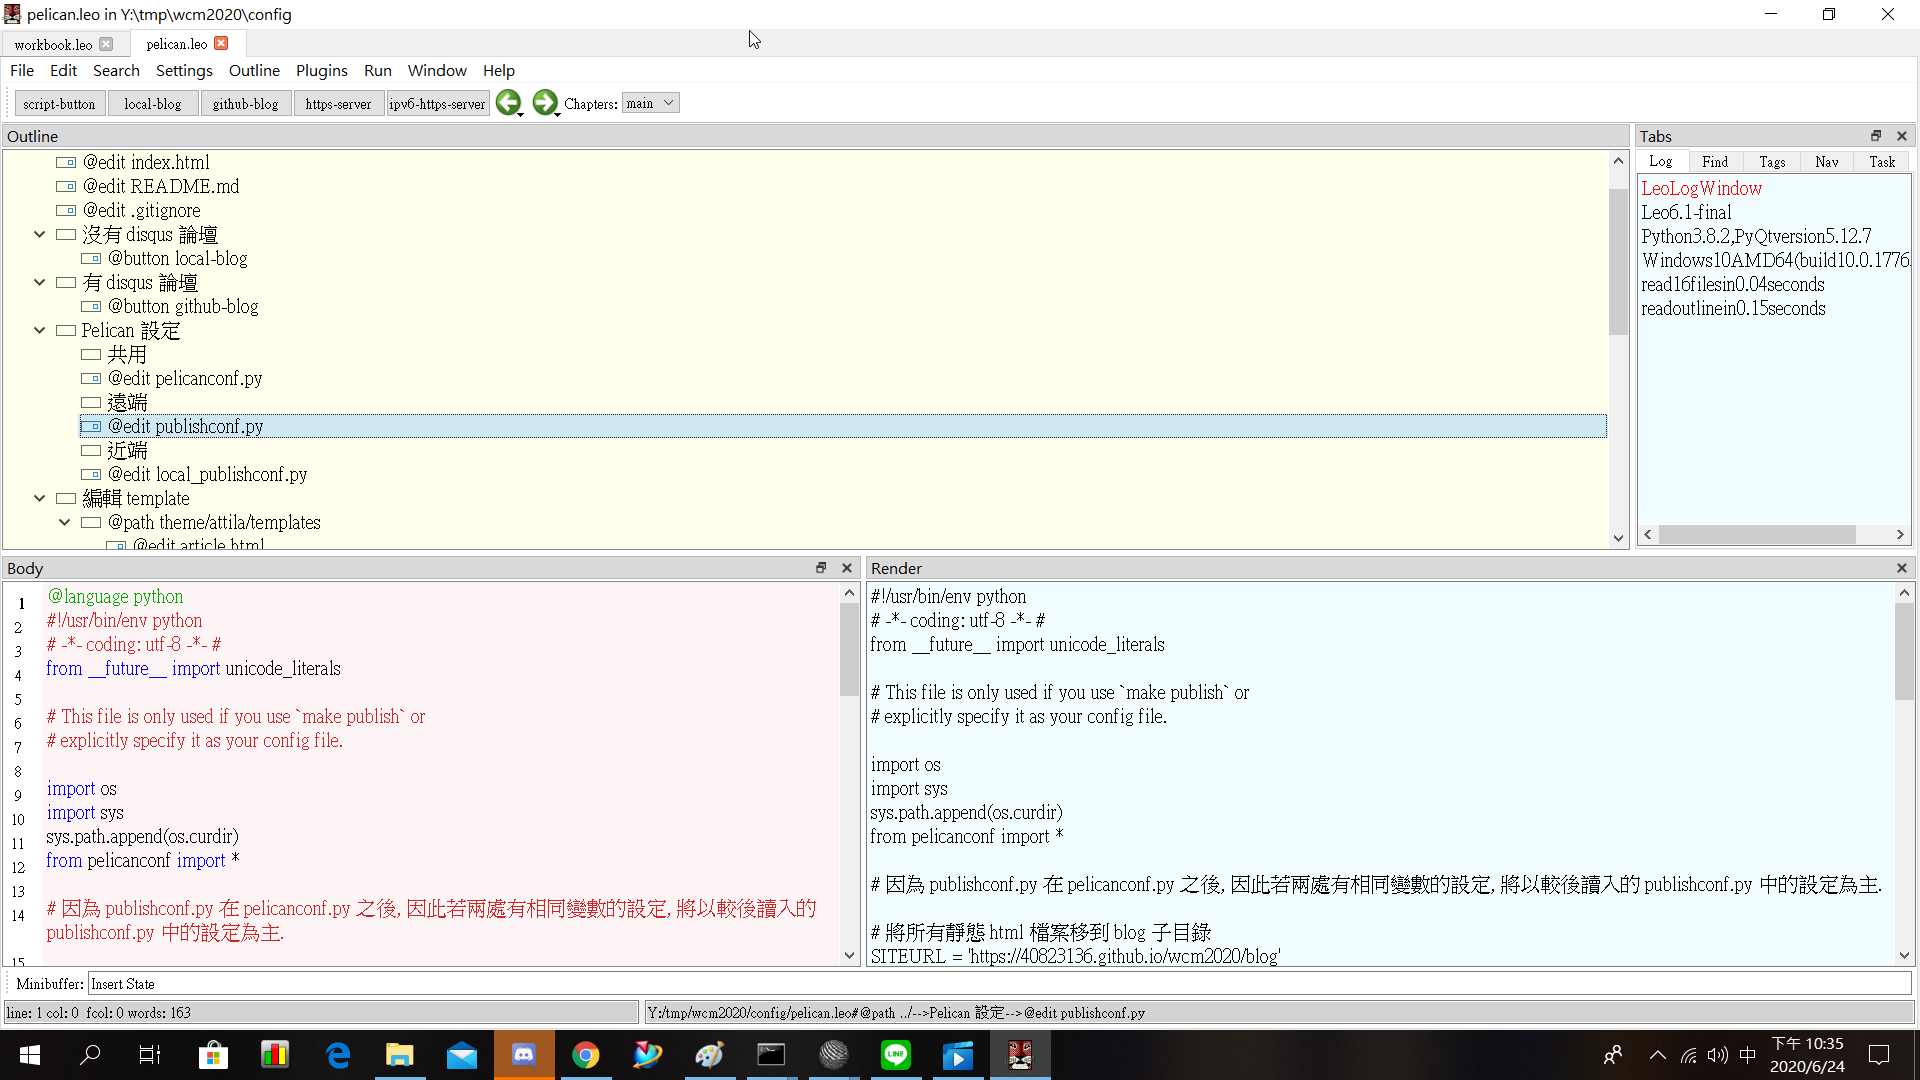 pelican.leo in Y:\tmp\wcm2020\config
workbook.leo
pelican.leo
File Edit Search Settings Outline Plugins Run Window Help
script-button local-blog github-blog https-server ipv6-https-server Chapters: main
Outline
@edit index.html
@edit README.md
@edit .gitignore
沒有 disqus 論壇
@button local-blog
有 disqus 論壇
@button github-blog
Pelican 設定
共用
@edit pelicanconf.py
遠端
@edit publishconf.py
近端
@edit local_publishconf.py
編輯 template
@path theme/attila/templates
@edit article.html
Tabs
Log Find Tags Nav Task
LeoLogWindow
Leo6.1-final
Python3.8.2,PyQtversion5.12.7
Windows10AMD64(build10.0.1776
read16filesin0.04seconds
readoutlinein0.15seconds
Body
1 @language python
2 #!/usr/bin/env python
3 # -*- coding: utf-8 -*- #
4 from __future__ import unicode_literals
5
6 # This file is only used if you use `make publish` or
7 # explicitly specify it as your config file.
8
9 import os
10 import sys
11 sys.path.append(os.curdir)
12 from pelicanconf import *
13
14 # 因為 publishconf.py 在 pelicanconf.py 之後, 因此若兩處有相同變數的設定, 將以較後讀入的
publishconf.py 中的設定為主.
15
Render
#!/usr/bin/env python
# -*- coding: utf-8 -*- #
from __future__ import unicode_literals
# This file is only used if you use `make publish` or
# explicitly specify it as your config file.
import os
import sys
sys.path.append(os.curdir)
from pelicanconf import *
# 因為 publishconf.py 在 pelicanconf.py 之後, 因此若兩處有相同變數的設定, 將以較後讀入的 publishconf.py 中的設定為主.
# 將所有靜態 html 檔案移到 blog 子目錄
SITEURL = 'https://40823136.github.io/wcm2020/blog'
Minibuffer: Insert State
line: 1 col: 0 fcol: 0 words: 163
Y:/tmp/wcm2020/config/pelican.leo#@path ../-->Pelican 設定-->@edit publishconf.py
LINE
中
下午 10:35
2020/6/24